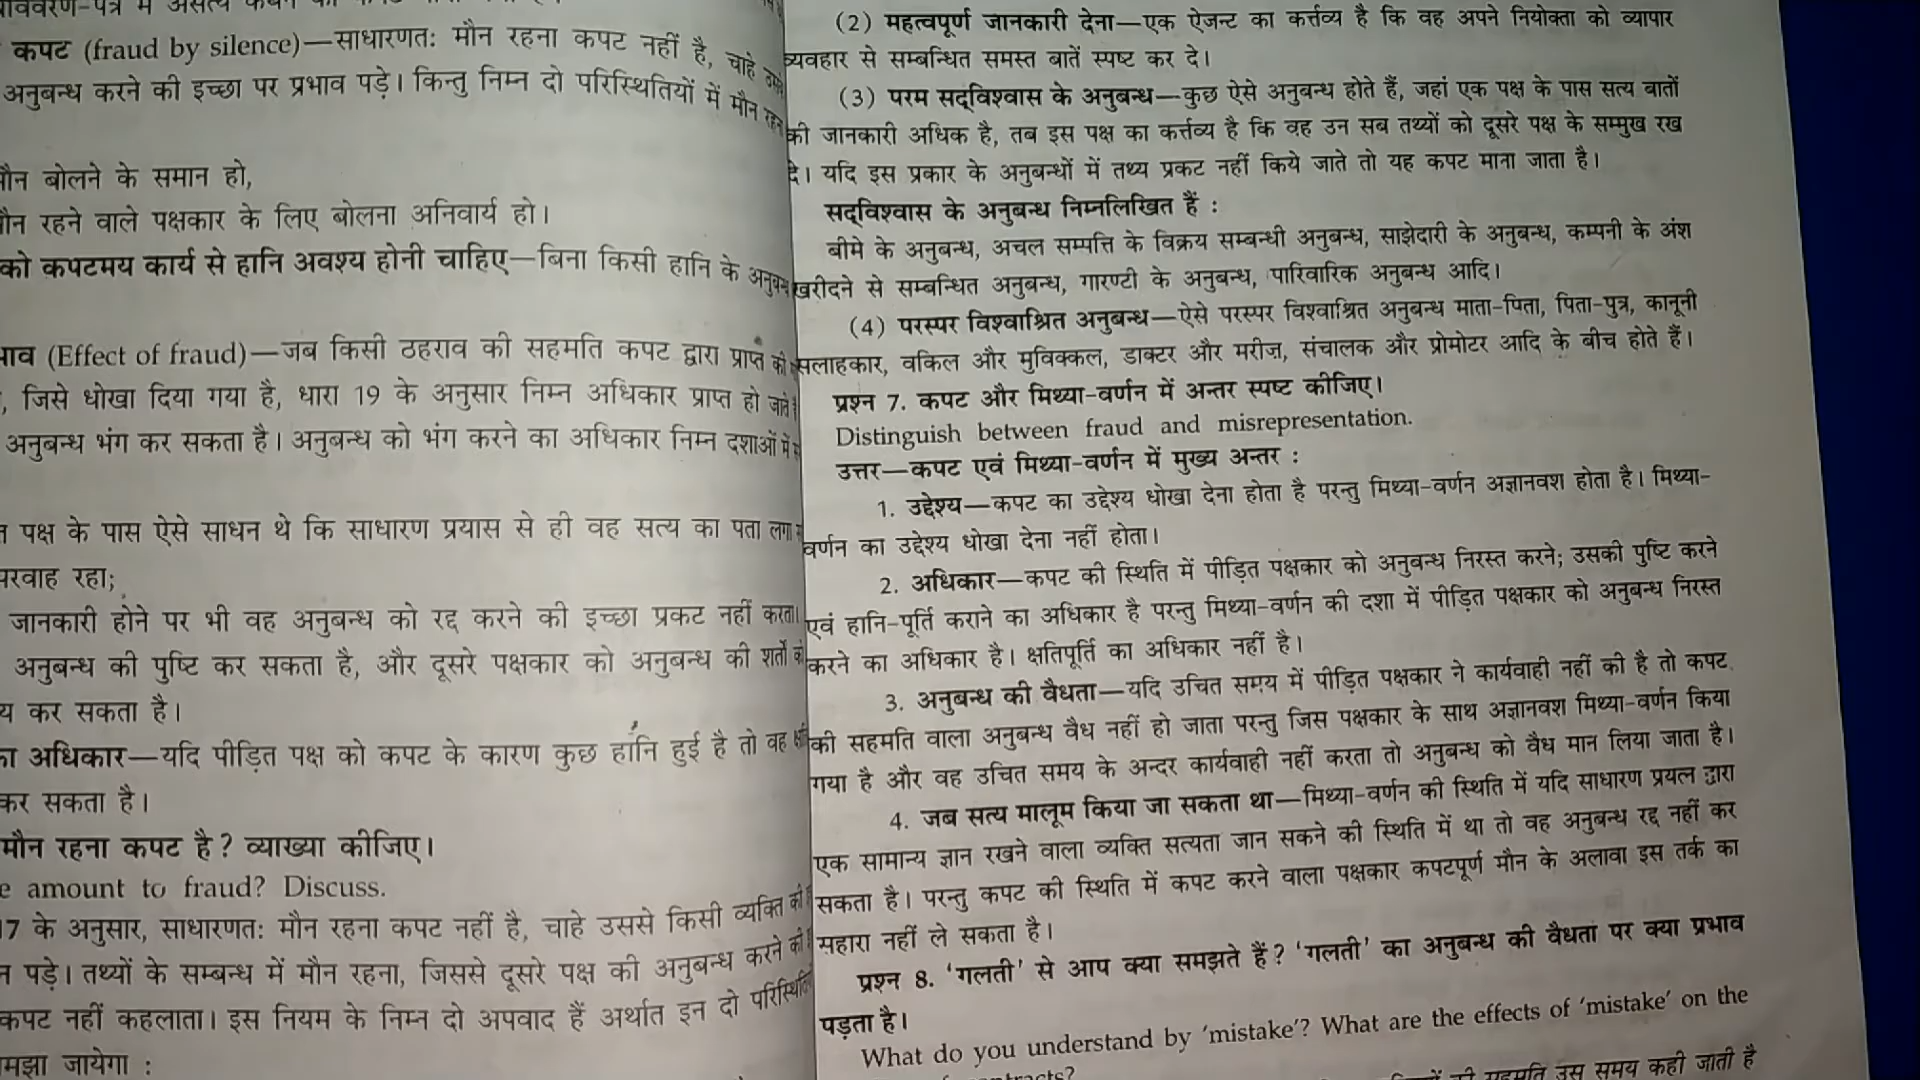 कपट (fraud by silence)—साधारणतः मौन रहना कपट नहीं है, चाहे
अनुबन्ध करने की इच्छा पर प्रभाव पड़े। किन्तु निम्न दो परिस्थितियों में मौन रहन
मौन बोलने के समान हो,
मौन रहने वाले पक्षकार के लिए बोलना अनिवार्य हो।
को कपटमय कार्य से हानि अवश्य होनी चाहिए—बिना किसी हानि के
(Effect of fraud)—जब किसी ठहराव की सहमति कपट द्वारा प्राप्त की
, जिसे धोखा दिया गया है, धारा 19 के अनुसार निम्न अधिकार प्राप्त हो जाते
अनुबन्ध भंग कर सकता है। अनुबन्ध को भंग करने का अधिकार निम्न दशाओं में
पक्ष के पास ऐसे साधन थे कि साधारण प्रयास से ही वह सत्य का पता लगा
परवाह रहा;
जानकारी होने पर भी वह अनुबन्ध को रद्द करने की इच्छा प्रकट नहीं करता।
अनुबन्ध की पुष्टि कर सकता है, और दूसरे पक्षकार को अनुबन्ध की शर्तों को
य कर सकता है।
का अधिकार—यदि पीड़ित पक्ष को कपट के कारण कुछ हानि हुई है तो वह
कर सकता है।
मौन रहना कपट है? व्याख्या कीजिए।
e amount to fraud? Discuss.
17 के अनुसार, साधारणतः मौन रहना कपट नहीं है, चाहे उससे किसी व्यक्ति की
न पड़े। तथ्यों के सम्बन्ध में मौन रहना, जिससे दूसरे पक्ष की अनुबन्ध करने की
कपट नहीं कहलाता। इस नियम के निम्न दो अपवाद हैं अर्थात इन दो
मझा जायेगा :
(2) महत्वपूर्ण जानकारी देना—एक ऐजन्ट का कर्त्तव्य है कि वह अपने नियोक्ता को व्यापार
व्यवहार से सम्बन्धित समस्त बातें स्पष्ट कर दे।
(3) परम सद्विश्वास के अनुबन्ध—कुछ ऐसे अनुबन्ध होते हैं, जहां एक पक्ष के पास सत्य बातों
की जानकारी अधिक है, तब इस पक्ष का कर्त्तव्य है कि वह उन सब तथ्यों को दूसरे पक्ष के सम्मुख रख
दे। यदि इस प्रकार के अनुबन्धों में तथ्य प्रकट नहीं किये जाते तो यह कपट माना जाता है।
सद्विश्वास के अनुबन्ध निम्नलिखित हैं :
बीमे के अनुबन्ध, अचल सम्पत्ति के विक्रय सम्बन्धी अनुबन्ध, साझेदारी के अनुबन्ध, कम्पनी के अंश
खरीदने से सम्बन्धित अनुबन्ध, गारण्टी के अनुबन्ध, पारिवारिक अनुबन्ध आदि।
(4) परस्पर विश्वाश्रित अनुबन्ध—ऐसे परस्पर विश्वाश्रित अनुबन्ध माता-पिता, पिता-पुत्र, कानूनी
सलाहकार, वकिल और मुविक्कल, डाक्टर और मरीज़, संचालक और प्रोमोटर आदि के बीच होते हैं।
प्रश्न 7. कपट और मिथ्या-वर्णन में अन्तर स्पष्ट कीजिए।
Distinguish between fraud and misrepresentation.
उत्तर—कपट एवं मिथ्या-वर्णन में मुख्य अन्तर :
1. उद्देश्य—कपट का उद्देश्य धोखा देना होता है परन्तु मिथ्या-वर्णन अज्ञानवश होता है। मिथ्या-
वर्णन का उद्देश्य धोखा देना नहीं होता।
2. अधिकार—कपट की स्थिति में पीड़ित पक्षकार को अनुबन्ध निरस्त करने; उसकी पुष्टि करने
एवं हानि-पूर्ति कराने का अधिकार है परन्तु मिथ्या-वर्णन की दशा में पीड़ित पक्षकार को अनुबन्ध निरस्त
करने का अधिकार है। क्षतिपूर्ति का अधिकार नहीं है।
3. अनुबन्ध की वैधता—यदि उचित समय में पीड़ित पक्षकार ने कार्यवाही नहीं की है तो कपट
की सहमति वाला अनुबन्ध वैध नहीं हो जाता परन्तु जिस पक्षकार के साथ अज्ञानवश मिथ्या-वर्णन किया
गया है और वह उचित समय के अन्दर कार्यवाही नहीं करता तो अनुबन्ध को वैध मान लिया जाता है।
4. जब सत्य मालूम किया जा सकता था—मिथ्या-वर्णन की स्थिति में यदि साधारण प्रयत्न द्वारा
एक सामान्य ज्ञान रखने वाला व्यक्ति सत्यता जान सकने की स्थिति में था तो वह अनुबन्ध रद्द नहीं कर
सकता है। परन्तु कपट की स्थिति में कपट करने वाला पक्षकार कपटपूर्ण मौन के अलावा इस तर्क का
सहारा नहीं ले सकता है।
प्रश्न 8. ‘गलती’ से आप क्या समझते हैं? ‘गलती’ का अनुबन्ध की वैधता पर क्या प्रभाव
पड़ता है।
What do you understand by ‘mistake’? What are the effects of ‘mistake’ on the
सहमति उस समय कही जाती है